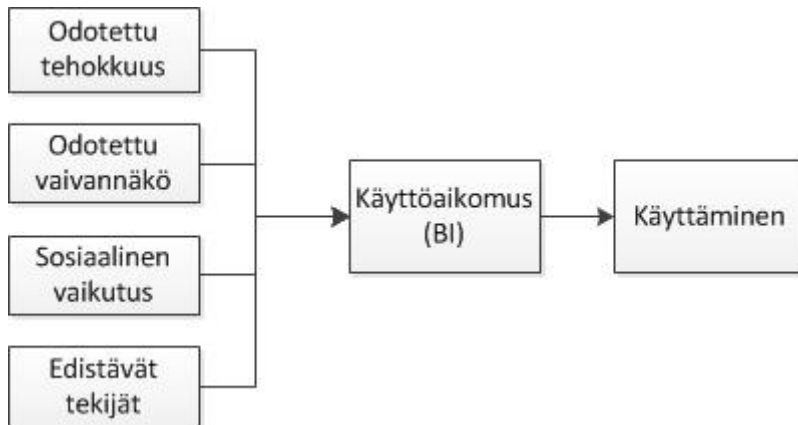 Odotettu
tehokkuus
Odotettu
vaivannäkö
Sosiaalinen
vaikutus
Edistävät
tekijät
Käyttöaikomus
(BI)
Käyttäminen